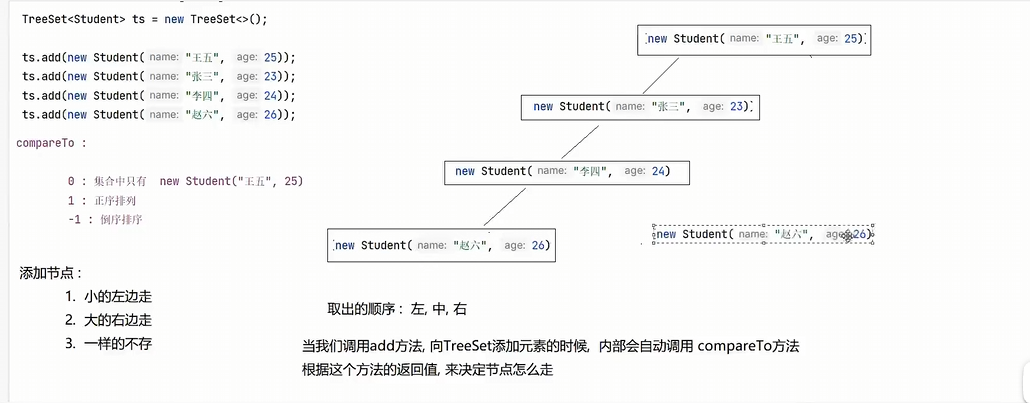 TreeSet<Student> ts = new TreeSet<>();
ts.add(new Student( name: "王五", age: 25));
ts.add(new Student( name: "张三", age: 23));
ts.add(new Student( name: "李四", age: 24));
ts.add(new Student( name: "赵六", age: 26));
compareTo :
0 : 集合中只有 new Student("王五", 25)
1 : 正序排列
-1 : 倒序排序
添加节点 :
1. 小的左边走
2. 大的右边走
3. 一样的不存
new Student( name: "王五", age: 25)
new Student( name: "张三", age: 23)
new Student( name: "李四", age: 24)
new Student( name: "赵六", age: 26)
new Student( name: "赵六", age: 26)
取出的顺序 : 左, 中, 右
当我们调用add方法, 向TreeSet添加元素的时候, 内部会自动调用 compareTo方法
根据这个方法的返回值, 来决定节点怎么走